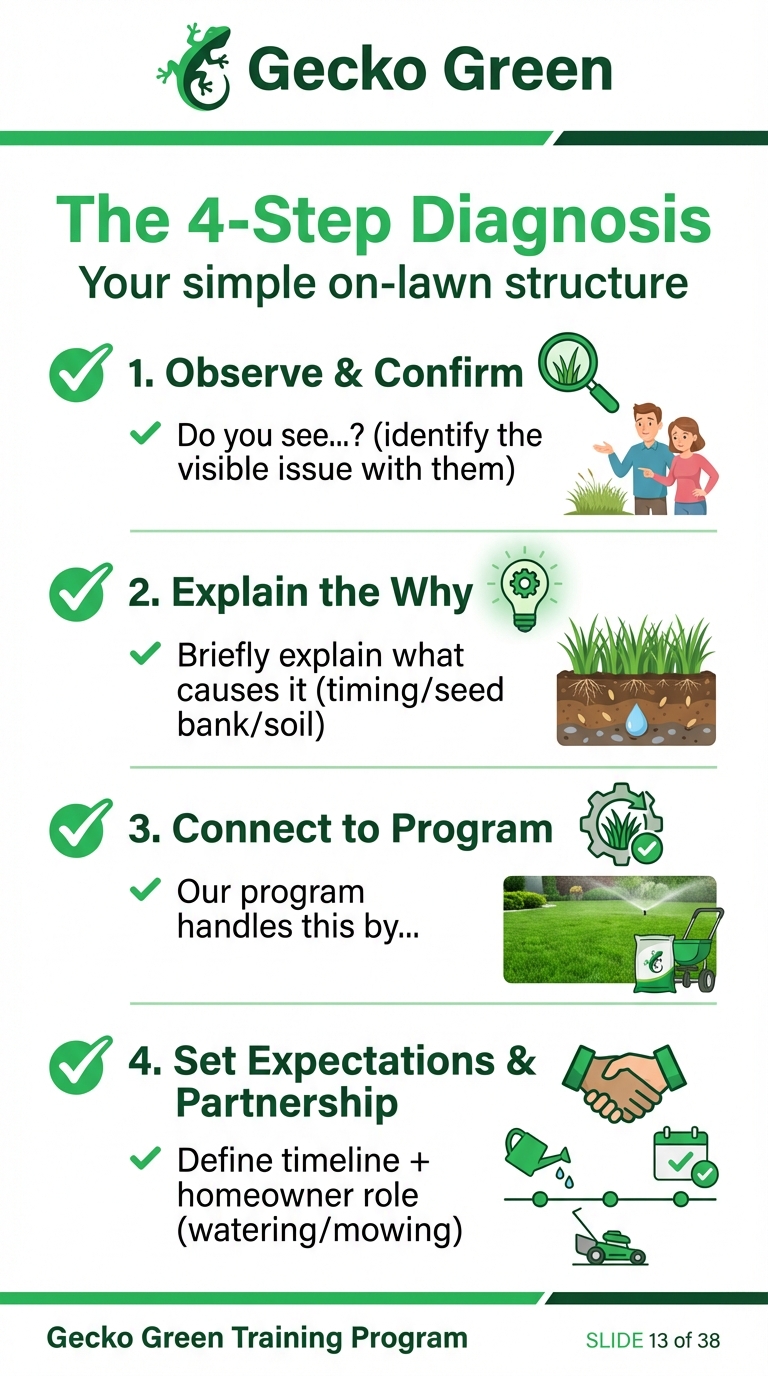 Gecko Green
The 4-Step Diagnosis
Your simple on-lawn structure
1. Observe & Confirm
Do you see...? (identify the
visible issue with them)
2. Explain the Why
Briefly explain what
causes it (timing/seed
bank/soil)
3. Connect to Program
Our program
handles this by...
4. Set Expectations &
Partnership
Define timeline +
homeowner role
(watering/mowing)
Gecko Green Training Program
SLIDE 13 of 38